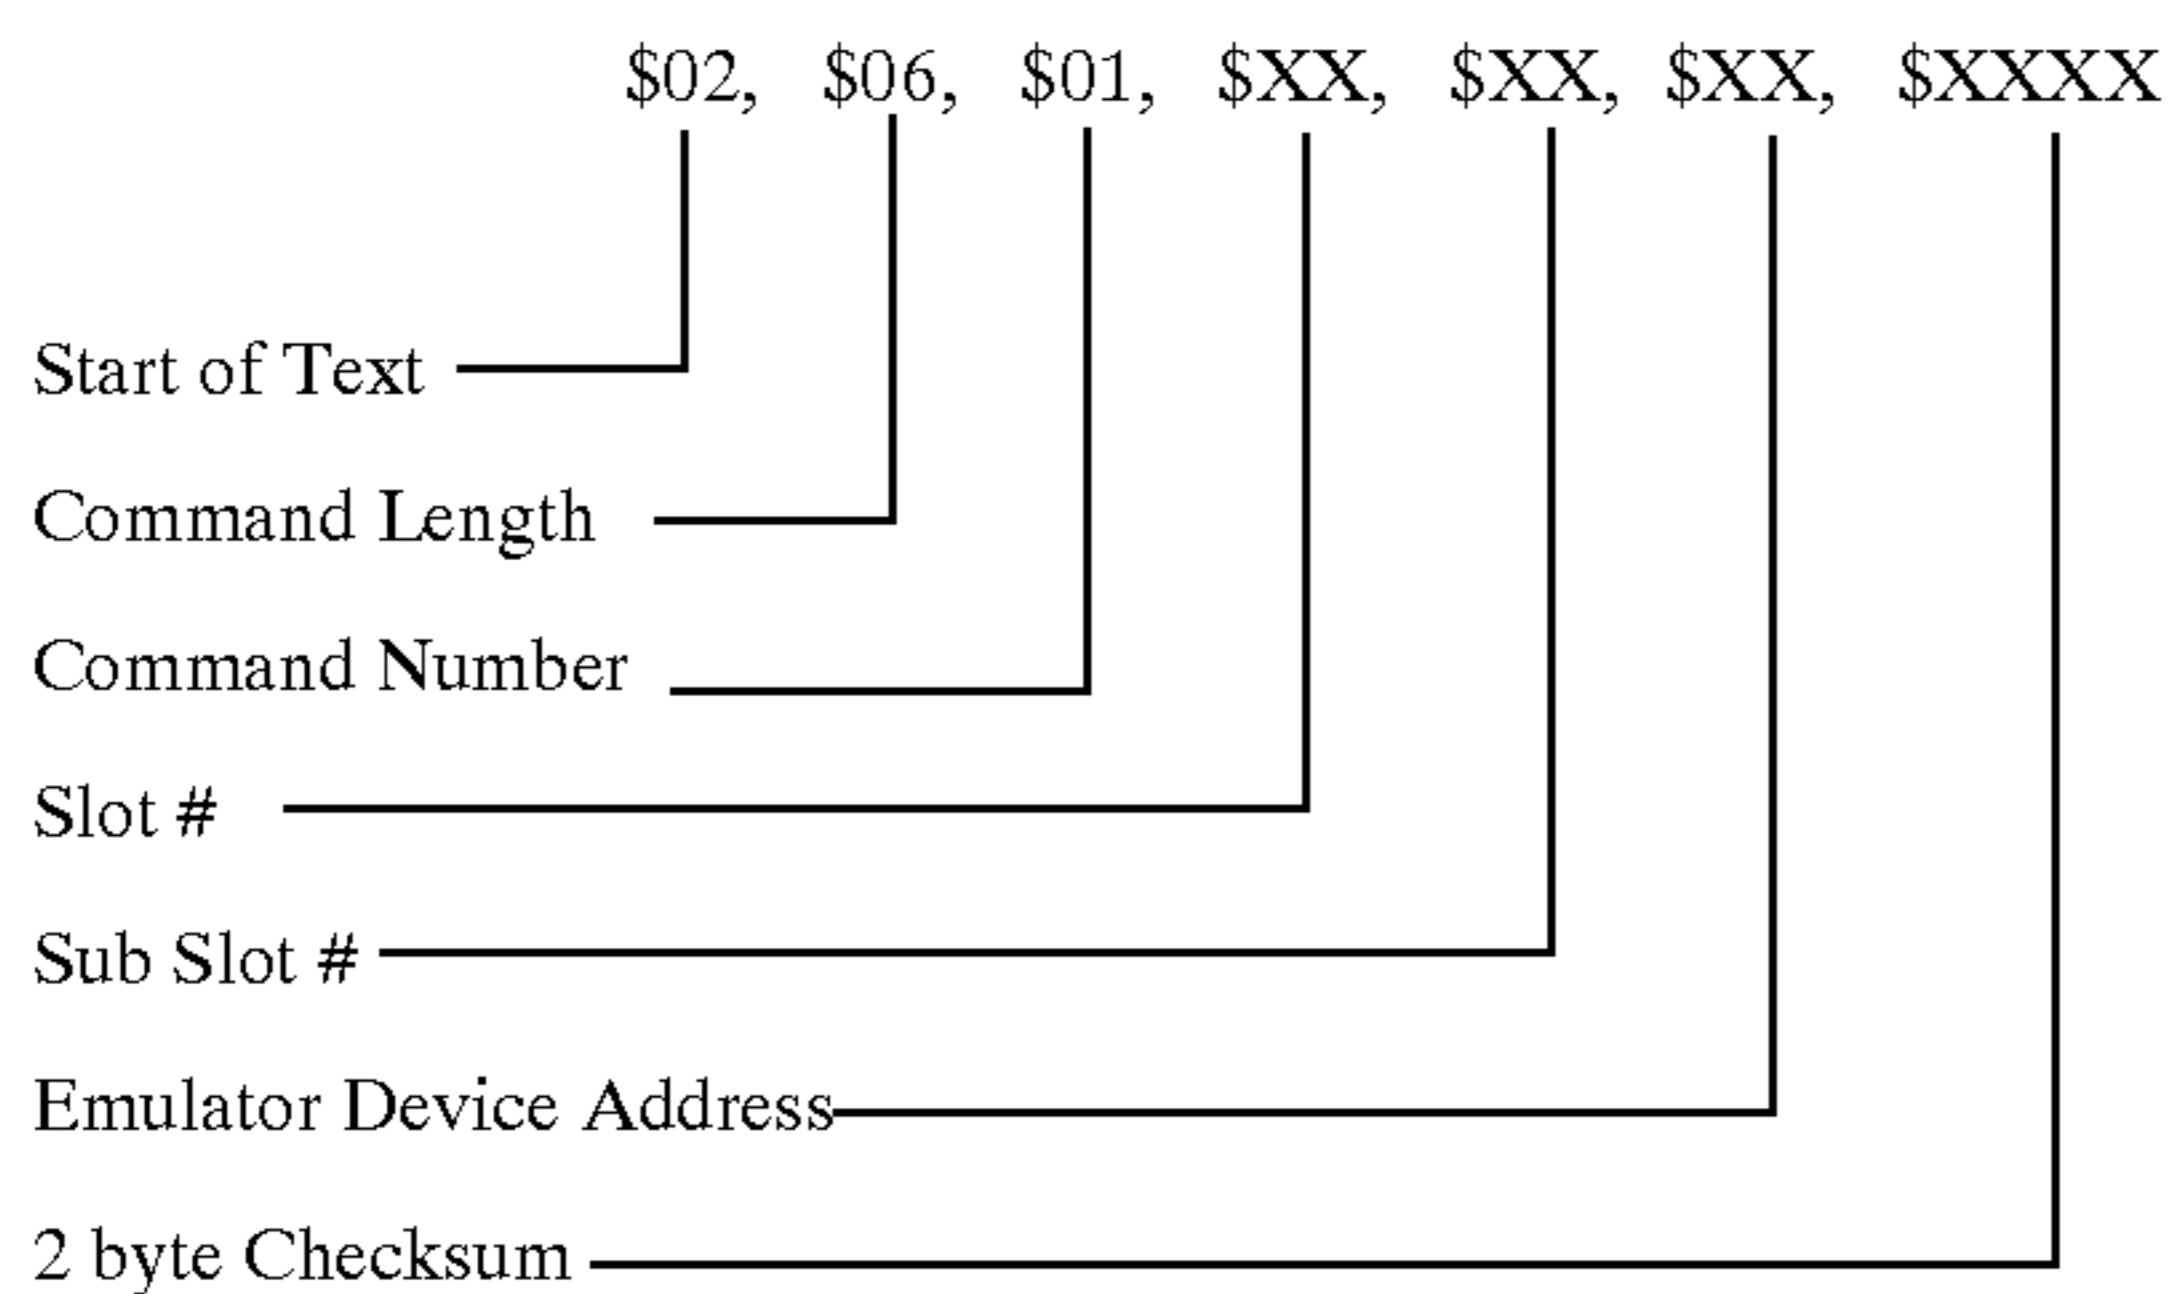 $02, $06, $01, $XX, $XX, $XX, $XXXX
Start of Text
Command Length
Command Number
Slot #
Sub Slot #
Emulator Device Address
2 byte Checksum